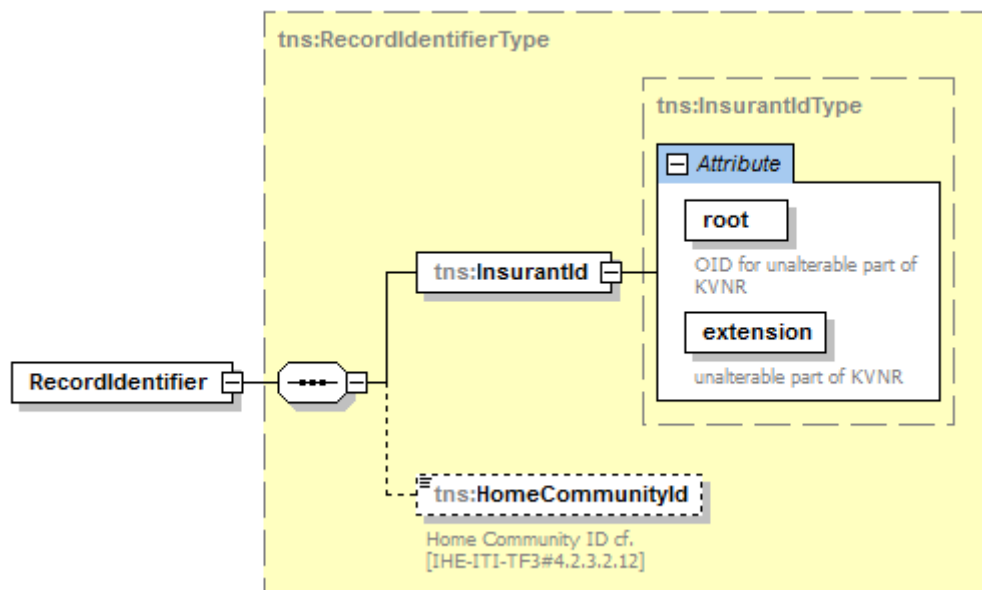 tns:RecordIdentifierType
tns:InsurantIdType
Attribute
root
OID for unalterable part of
KVNR
tns:InsurantId
extension
unalterable part of KVNR
RecordIdentifier
tns:HomeCommunityId
Home Community ID cf.
[IHE-ITI-TF3#4.2.3.2.12]